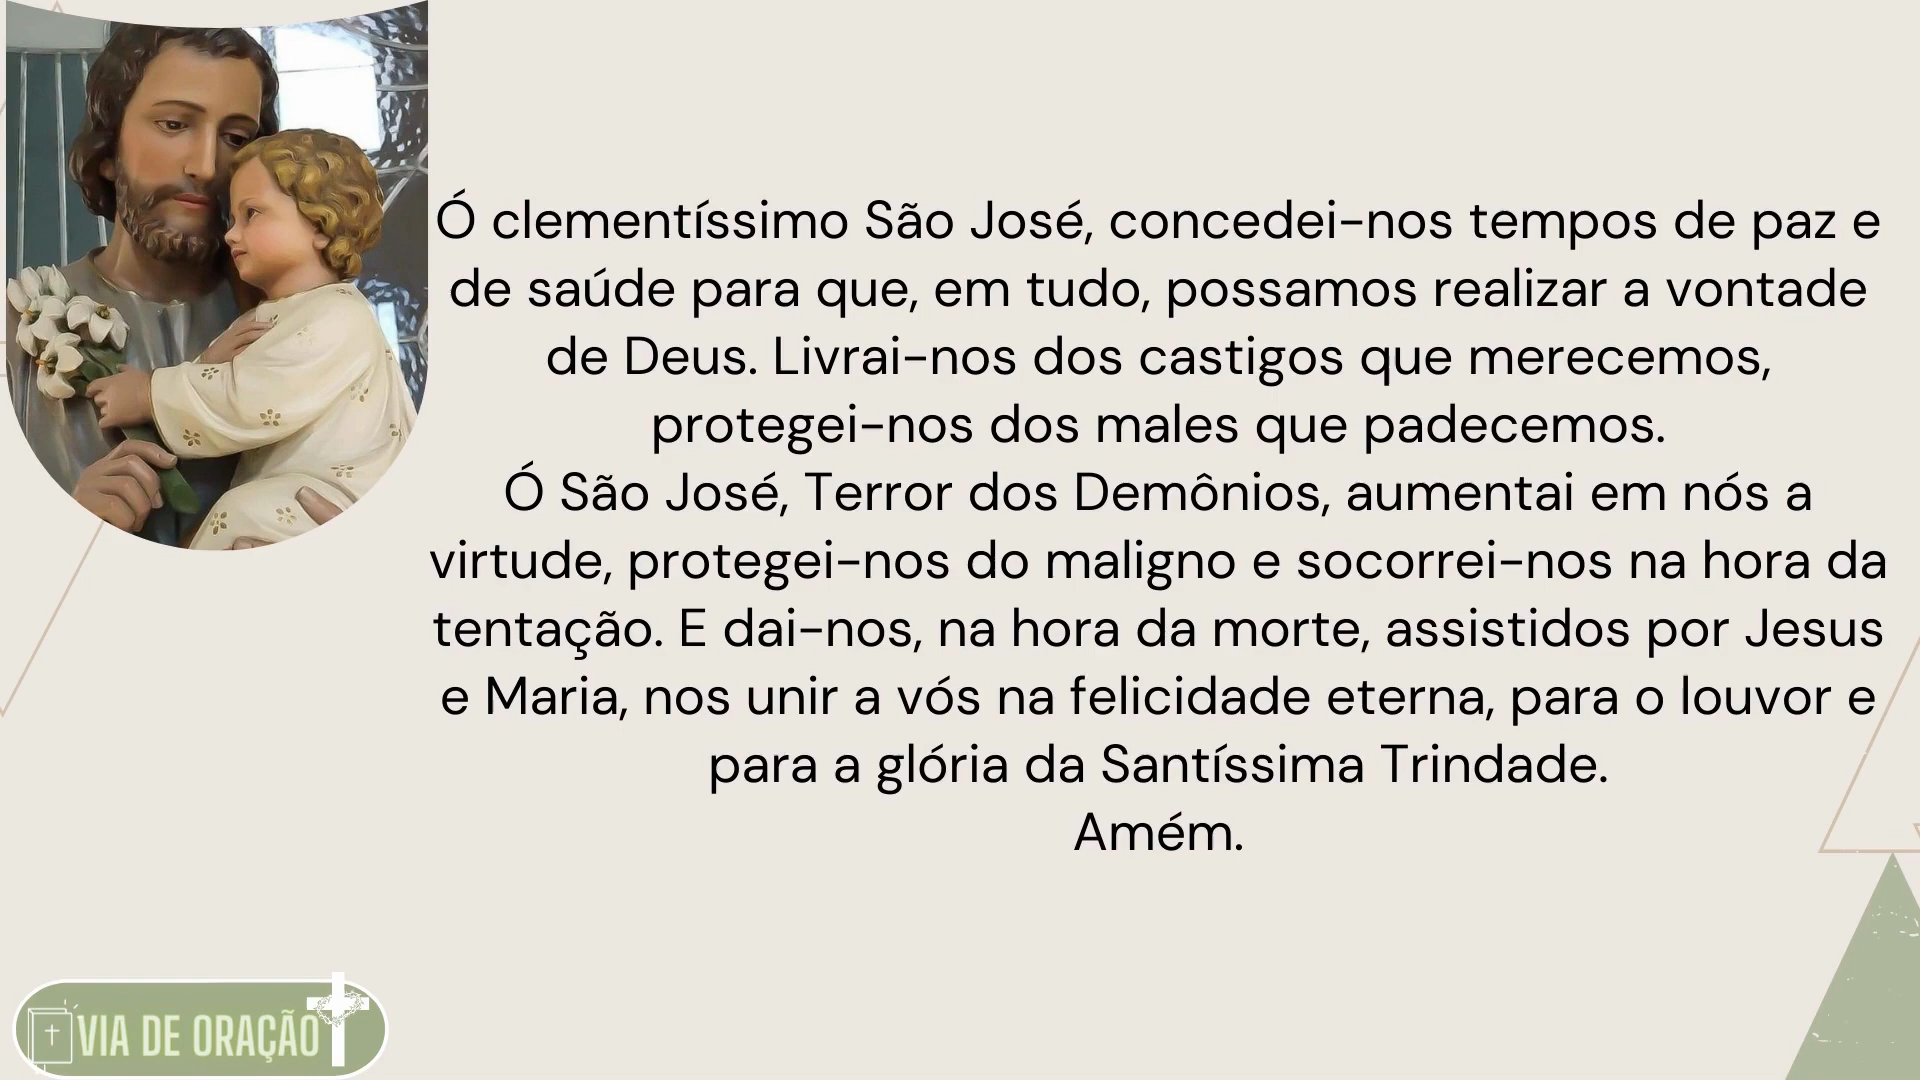 Ó clementíssimo São José, concedei-nos tempos de paz e
de saúde para que, em tudo, possamos realizar a vontade
de Deus. Livrai-nos dos castigos que merecemos,
protegei-nos dos males que padecemos.
Ó São José, Terror dos Demônios, aumentai em nós a
virtude, protegei-nos do maligno e socorrei-nos na hora da
tentação. E dai-nos, na hora da morte, assistidos por Jesus
e Maria, nos unir a vós na felicidade eterna, para o louvor e
para a glória da Santíssima Trindade.
Amém.
VIA DE ORAÇÃO